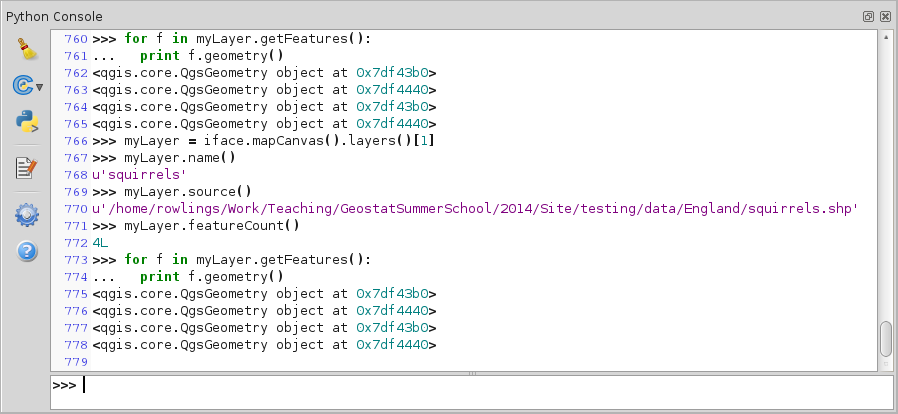 Python Console
760 >>> for f in myLayer.getFeatures():
761 ...   print f.geometry()
762 <qgis.core.QgsGeometry object at 0x7df43b0>
763 <qgis.core.QgsGeometry object at 0x7df4440>
764 <qgis.core.QgsGeometry object at 0x7df43b0>
765 <qgis.core.QgsGeometry object at 0x7df4440>
766 >>> myLayer = iface.mapCanvas().layers()[1]
767 >>> myLayer.name()
768 u'squirrels'
769 >>> myLayer.source()
770 u'/home/rowlings/Work/Teaching/GeostatSummerSchool/2014/Site/testing/data/England/squirrels.shp'
771 >>> myLayer.featureCount()
772 4L
773 >>> for f in myLayer.getFeatures():
774 ...   print f.geometry()
775 <qgis.core.QgsGeometry object at 0x7df43b0>
776 <qgis.core.QgsGeometry object at 0x7df4440>
777 <qgis.core.QgsGeometry object at 0x7df43b0>
778 <qgis.core.QgsGeometry object at 0x7df4440>
779
>>>